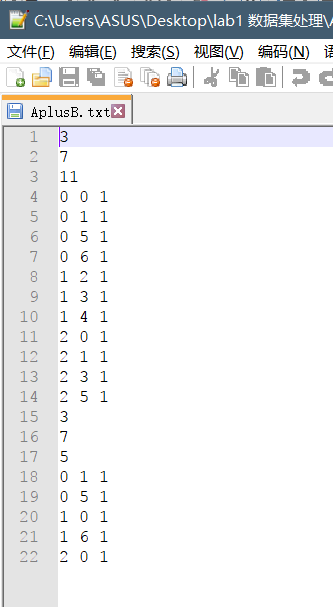 C:\Users\ASUS\Desktop\lab1 数据集处理\
文件(F) 编辑(E) 搜索(S) 视图(V) 编码(N)
AplusB.txt
1 3
2 7
3 11
4 0 0 1
5 0 1 1
6 0 5 1
7 0 6 1
8 1 2 1
9 1 3 1
10 1 4 1
11 2 0 1
12 2 1 1
13 2 3 1
14 2 5 1
15 3
16 7
17 5
18 0 1 1
19 0 5 1
20 1 0 1
21 1 6 1
22 2 0 1